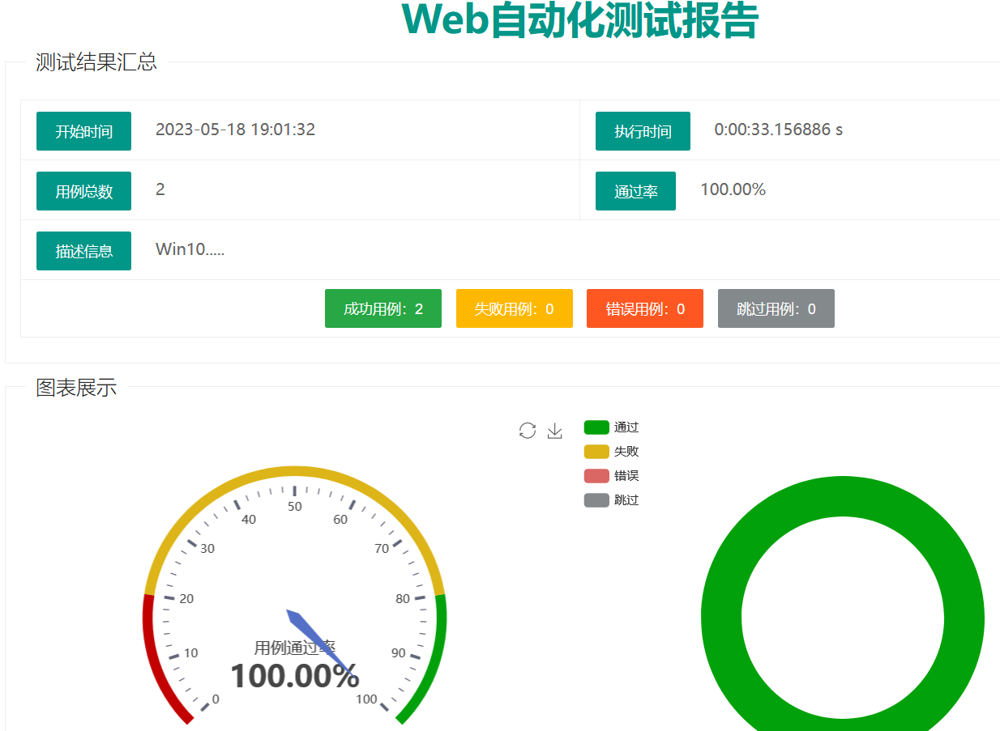 Web自动化测试报告
测试结果汇总
开始时间 2023-05-18 19:01:32 执行时间 0:00:33.156886 s
用例总数 2 通过率 100.00%
描述信息 Win10.....
成功用例：2 失败用例：0 错误用例：0 跳过用例：0
图表展示
通过
失败
错误
跳过
50
40 60
30 70
20 80
10 90
0 100
用例通过率
100.00%